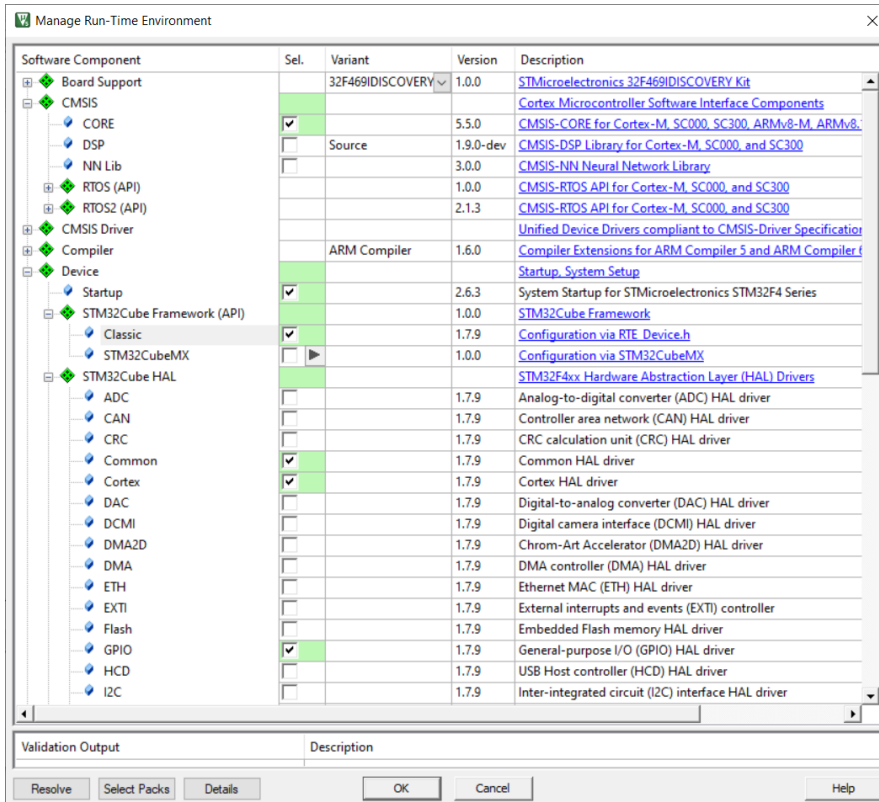 Manage Run-Time Environment
Software Component Sel. Variant Version Description
Board Support 32F469IDISCOVERY 1.0.0 STMicroelectronics 32F469IDISCOVERY Kit
CMSIS Cortex Microcontroller Software Interface Components
CORE 5.5.0 CMSIS-CORE for Cortex-M, SC000, SC300, ARMv8-M, ARMv8.
DSP Source 1.9.0-dev CMSIS-DSP Library for Cortex-M, SC000, and SC300
NN Lib 3.0.0 CMSIS-NN Neural Network Library
RTOS (API) 1.0.0 CMSIS-RTOS API for Cortex-M, SC000, and SC300
RTOS2 (API) 2.1.3 CMSIS-RTOS API for Cortex-M, SC000, and SC300
CMSIS Driver Unified Device Drivers compliant to CMSIS-Driver Specification
Compiler ARM Compiler 1.6.0 Compiler Extensions for ARM Compiler 5 and ARM Compiler 6
Device Startup, System Setup
Startup 2.6.3 System Startup for STMicroelectronics STM32F4 Series
STM32Cube Framework (API) 1.0.0 STM32Cube Framework
Classic 1.7.9 Configuration via RTE_Device.h
STM32CubeMX 1.0.0 Configuration via STM32CubeMX
STM32Cube HAL STM32F4xx Hardware Abstraction Layer (HAL) Drivers
ADC 1.7.9 Analog-to-digital converter (ADC) HAL driver
CAN 1.7.9 Controller area network (CAN) HAL driver
CRC 1.7.9 CRC calculation unit (CRC) HAL driver
Common 1.7.9 Common HAL driver
Cortex 1.7.9 Cortex HAL driver
DAC 1.7.9 Digital-to-analog converter (DAC) HAL driver
DCMI 1.7.9 Digital camera interface (DCMI) HAL driver
DMA2D 1.7.9 Chrom-Art Accelerator (DMA2D) HAL driver
DMA 1.7.9 DMA controller (DMA) HAL driver
ETH 1.7.9 Ethernet MAC (ETH) HAL driver
EXTI 1.7.9 External interrupts and events (EXTI) controller
Flash 1.7.9 Embedded Flash memory HAL driver
GPIO 1.7.9 General-purpose I/O (GPIO) HAL driver
HCD 1.7.9 USB Host controller (HCD) HAL driver
I2C 1.7.9 Inter-integrated circuit (I2C) interface HAL driver
Validation Output Description
Resolve Select Packs Details OK Cancel Help